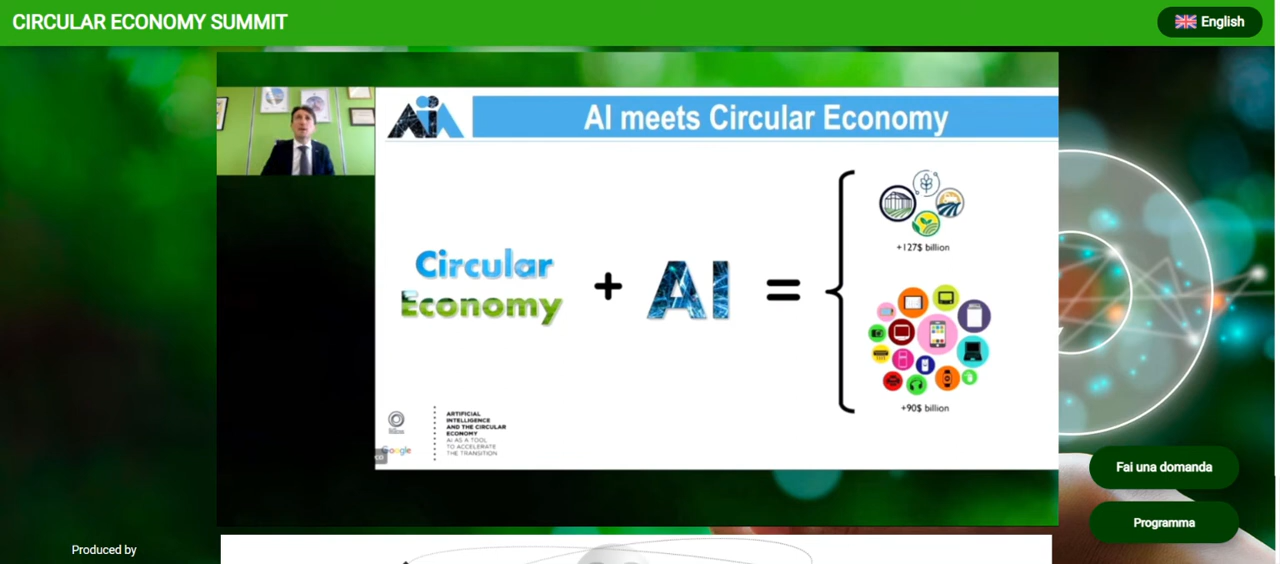 CIRCULAR ECONOMY SUMMIT
English
AI meets Circular Economy
+127$ billion
Circular
Economy
+ AI =
+90$ billion
ARTIFICIAL
INTELLIGENCE
AND THE CIRCULAR
ECONOMY
AI AS A TOOL
TO ACCELERATE
THE TRANSITION
Google
Fai una domanda
Programma
Produced by